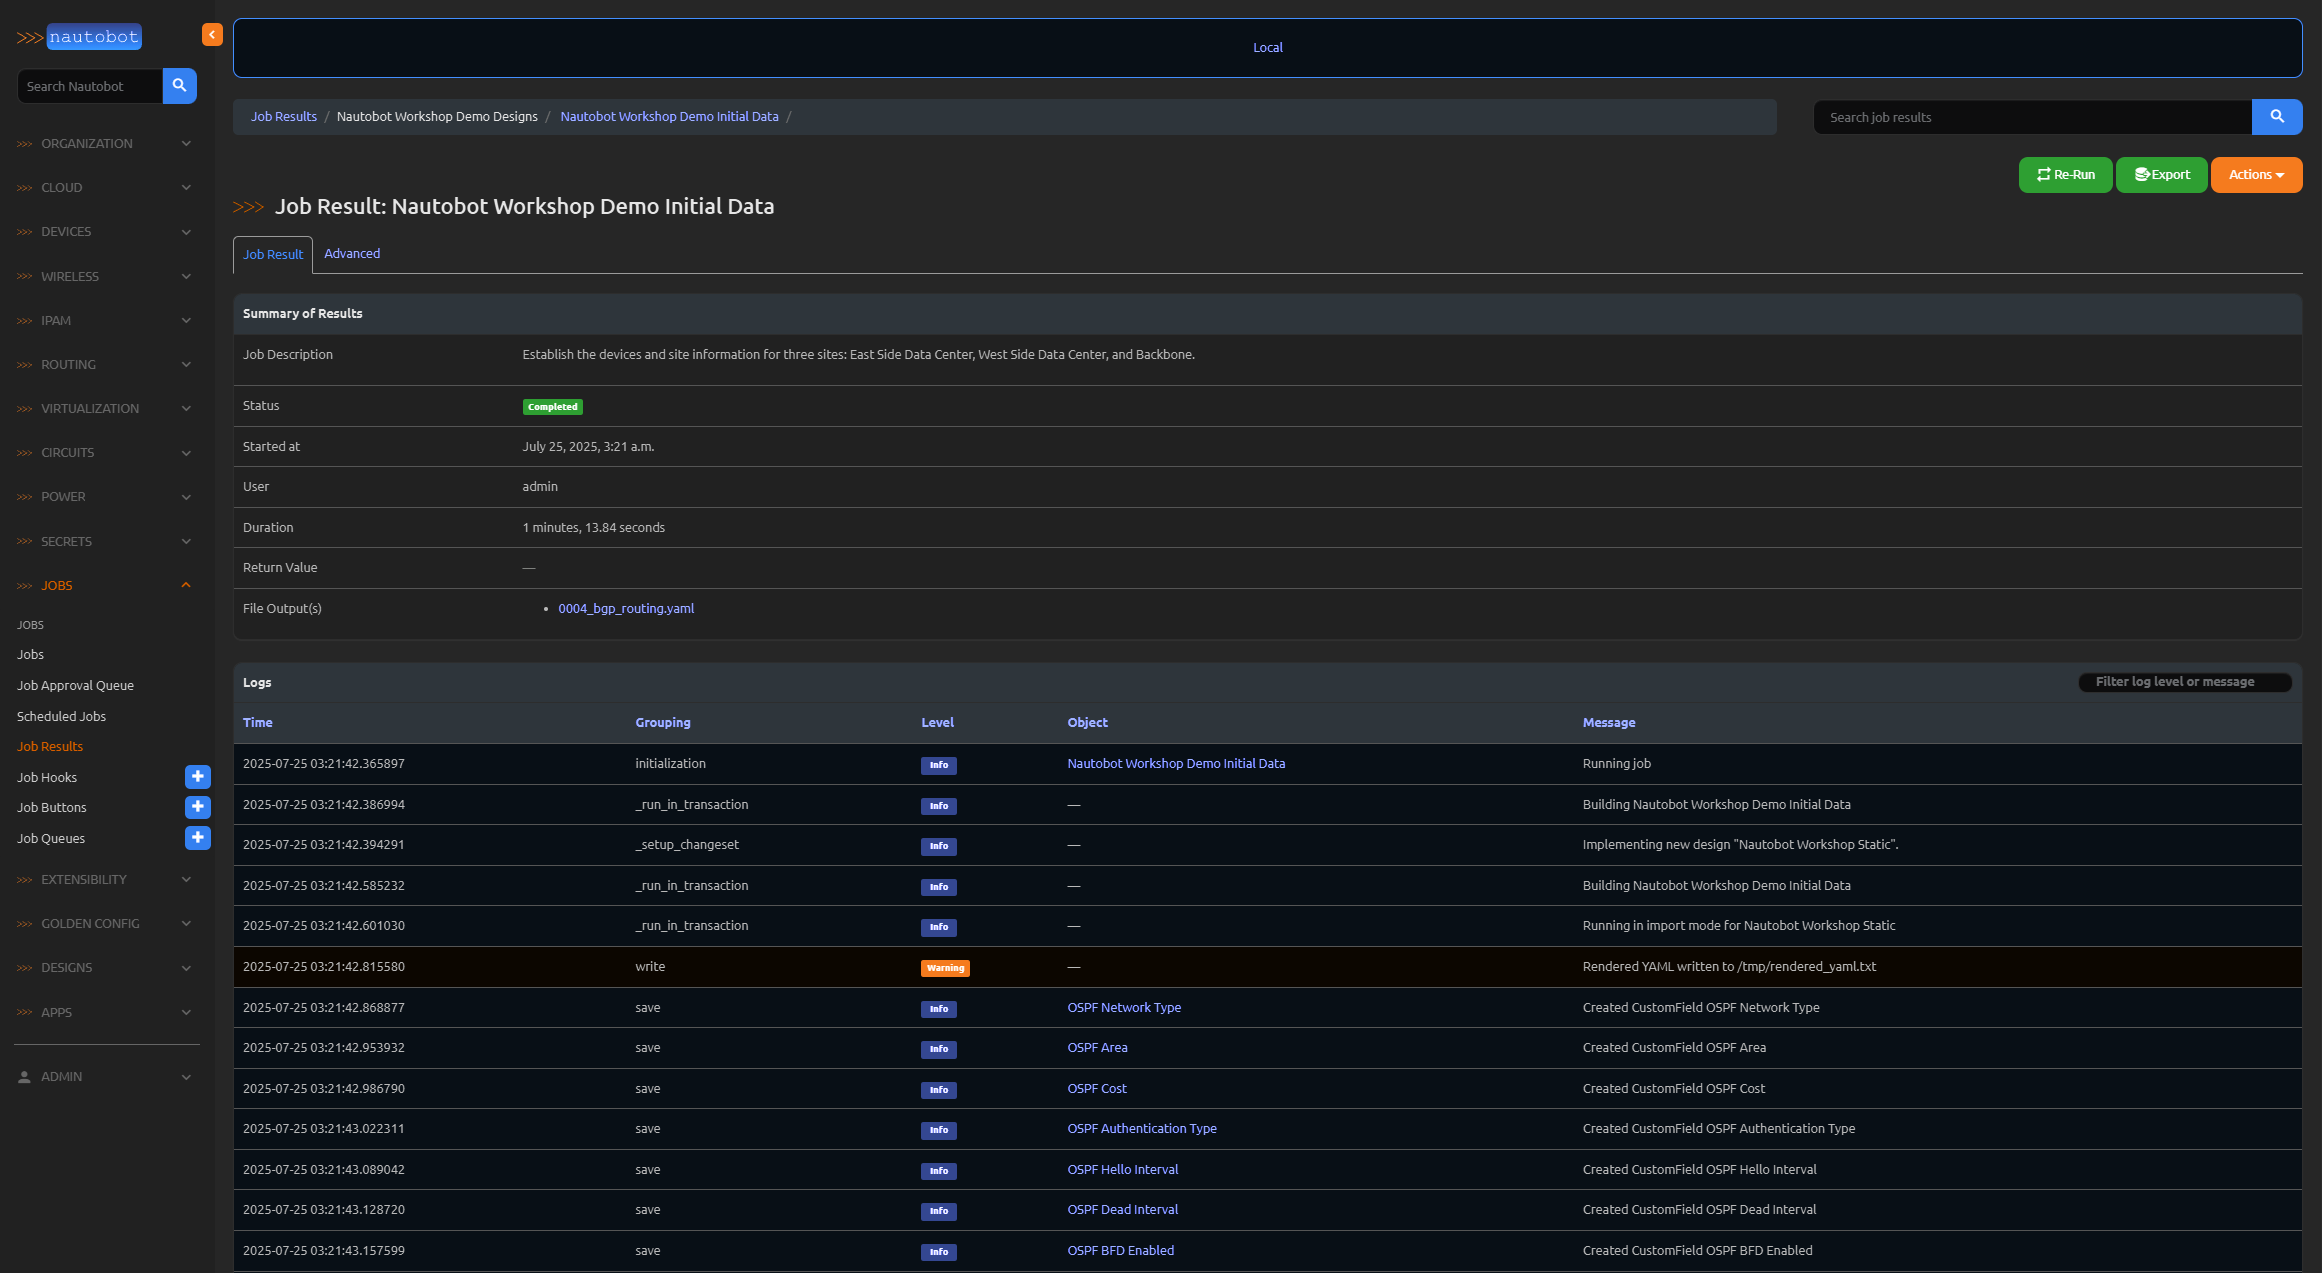 >>> nautobot
Search Nautobot
>>> ORGANIZATION
>>> CLOUD
>>> DEVICES
>>> WIRELESS
>>> IPAM
>>> ROUTING
>>> VIRTUALIZATION
>>> CIRCUITS
>>> POWER
>>> SECRETS
>>> JOBS
JOBS
Jobs
Job Approval Queue
Scheduled Jobs
Job Results
Job Hooks
Job Buttons
Job Queues
>>> EXTENSIBILITY
>>> GOLDEN CONFIG
>>> DESIGNS
>>> APPS
ADMIN
Local
Job Results / Nautobot Workshop Demo Designs / Nautobot Workshop Demo Initial Data /
Search job results
Re-Run Export Actions
>>> Job Result: Nautobot Workshop Demo Initial Data
Job Result Advanced
Summary of Results
Job Description Establish the devices and site information for three sites: East Side Data Center, West Side Data Center, and Backbone.
Status Completed
Started at July 25, 2025, 3:21 a.m.
User admin
Duration 1 minutes, 13.84 seconds
Return Value —
File Output(s) • 0004_bgp_routing.yaml
Logs Filter log level or message
Time Grouping Level Object Message
2025-07-25 03:21:42.365897 initialization Info Nautobot Workshop Demo Initial Data Running job
2025-07-25 03:21:42.386994 _run_in_transaction Info — Building Nautobot Workshop Demo Initial Data
2025-07-25 03:21:42.394291 _setup_changeset Info — Implementing new design "Nautobot Workshop Static".
2025-07-25 03:21:42.585232 _run_in_transaction Info — Building Nautobot Workshop Demo Initial Data
2025-07-25 03:21:42.601030 _run_in_transaction Info — Running in import mode for Nautobot Workshop Static
2025-07-25 03:21:42.815580 write Warning — Rendered YAML written to /tmp/rendered_yaml.txt
2025-07-25 03:21:42.868877 save Info OSPF Network Type Created CustomField OSPF Network Type
2025-07-25 03:21:42.953932 save Info OSPF Area Created CustomField OSPF Area
2025-07-25 03:21:42.986790 save Info OSPF Cost Created CustomField OSPF Cost
2025-07-25 03:21:43.022311 save Info OSPF Authentication Type Created CustomField OSPF Authentication Type
2025-07-25 03:21:43.089042 save Info OSPF Hello Interval Created CustomField OSPF Hello Interval
2025-07-25 03:21:43.128720 save Info OSPF Dead Interval Created CustomField OSPF Dead Interval
2025-07-25 03:21:43.157599 save Info OSPF BFD Enabled Created CustomField OSPF BFD Enabled